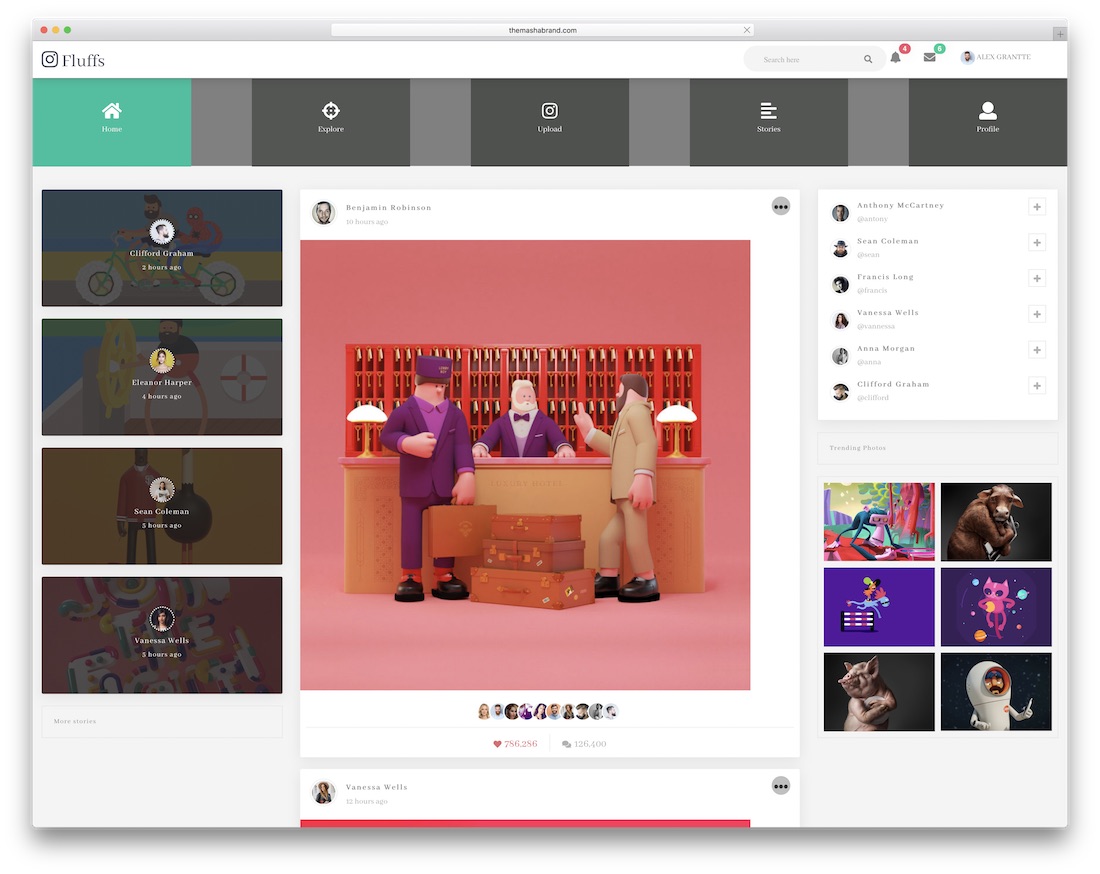 themashabrand.com
Fluffs
Search here
4
8
ALEX GRANTTE
Home
Explore
Upload
Stories
Profile
Clifford Graham
2 hours ago
Eleanor Harper
4 hours ago
Sean Coleman
5 hours ago
Vanessa Wells
5 hours ago
More stories
Benjamin Robinson
10 hours ago
LUXURY HOTEL
786,286
126,400
Vanessa Wells
12 hours ago
Anthony McCartney
@antony
Sean Coleman
@sean
Francis Long
@francis
Vanessa Wells
@vannessa
Anna Morgan
@anna
Clifford Graham
@clifford
Trending Photos